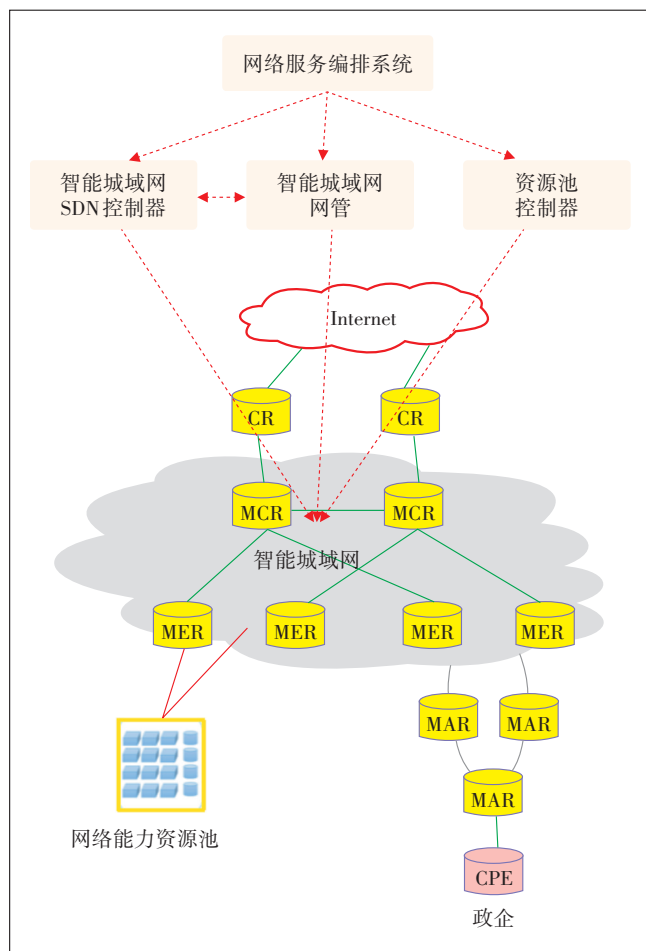 网络服务编排系统
智能城域网
SDN控制器
智能城域网
网管
资源池
控制器
Internet
CR
CR
MCR
MCR
智能城域网
MER
MER
MER
MER
MAR
MAR
MAR
网络能力资源池
CPE
政企